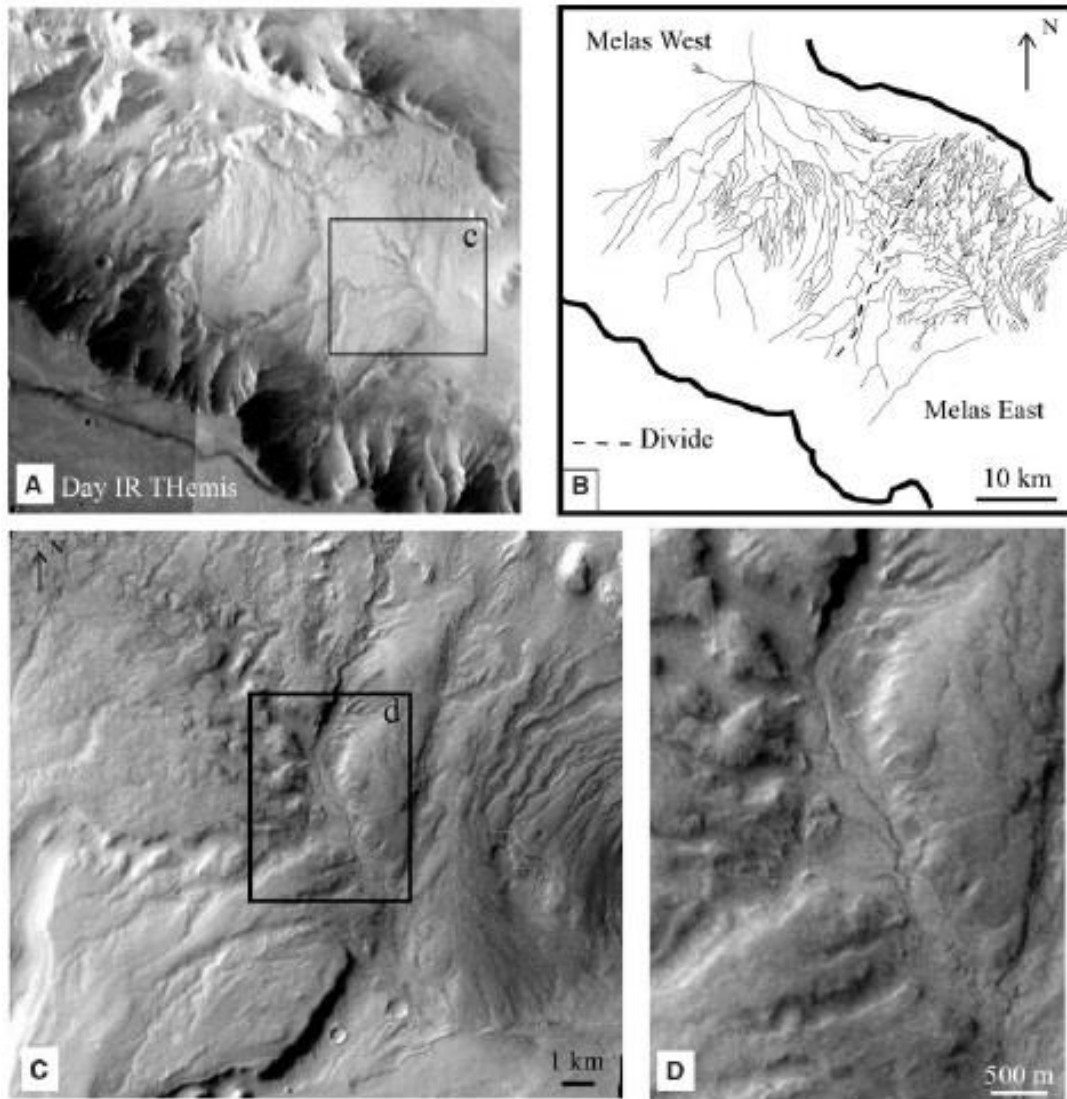 c
A Day IR THemis
Melas West
N
Melas East
--- Divide
B
10 km
N
d
C
1 km
D
500 m